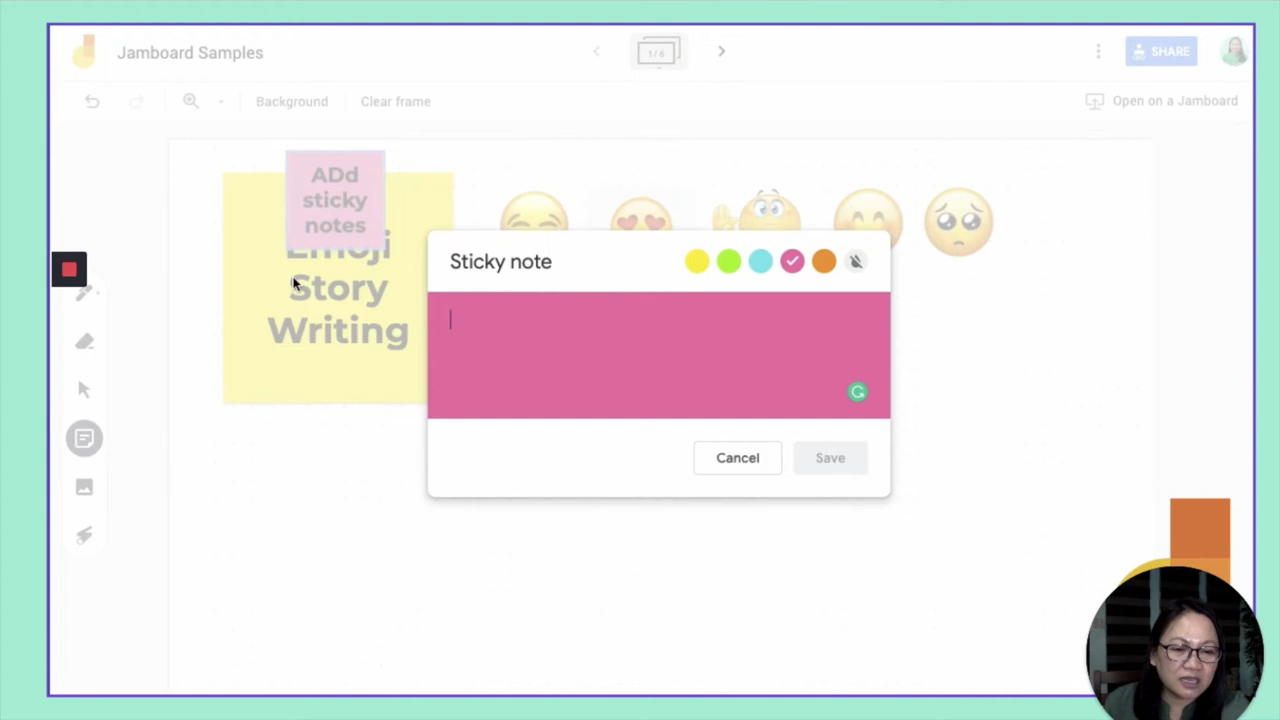 Jamboard Samples
1/6
SHARE
Background
Clear frame
Open on a Jamboard
ADd
sticky
notes
Emoji
Story
Writing
Sticky note
Cancel
Save